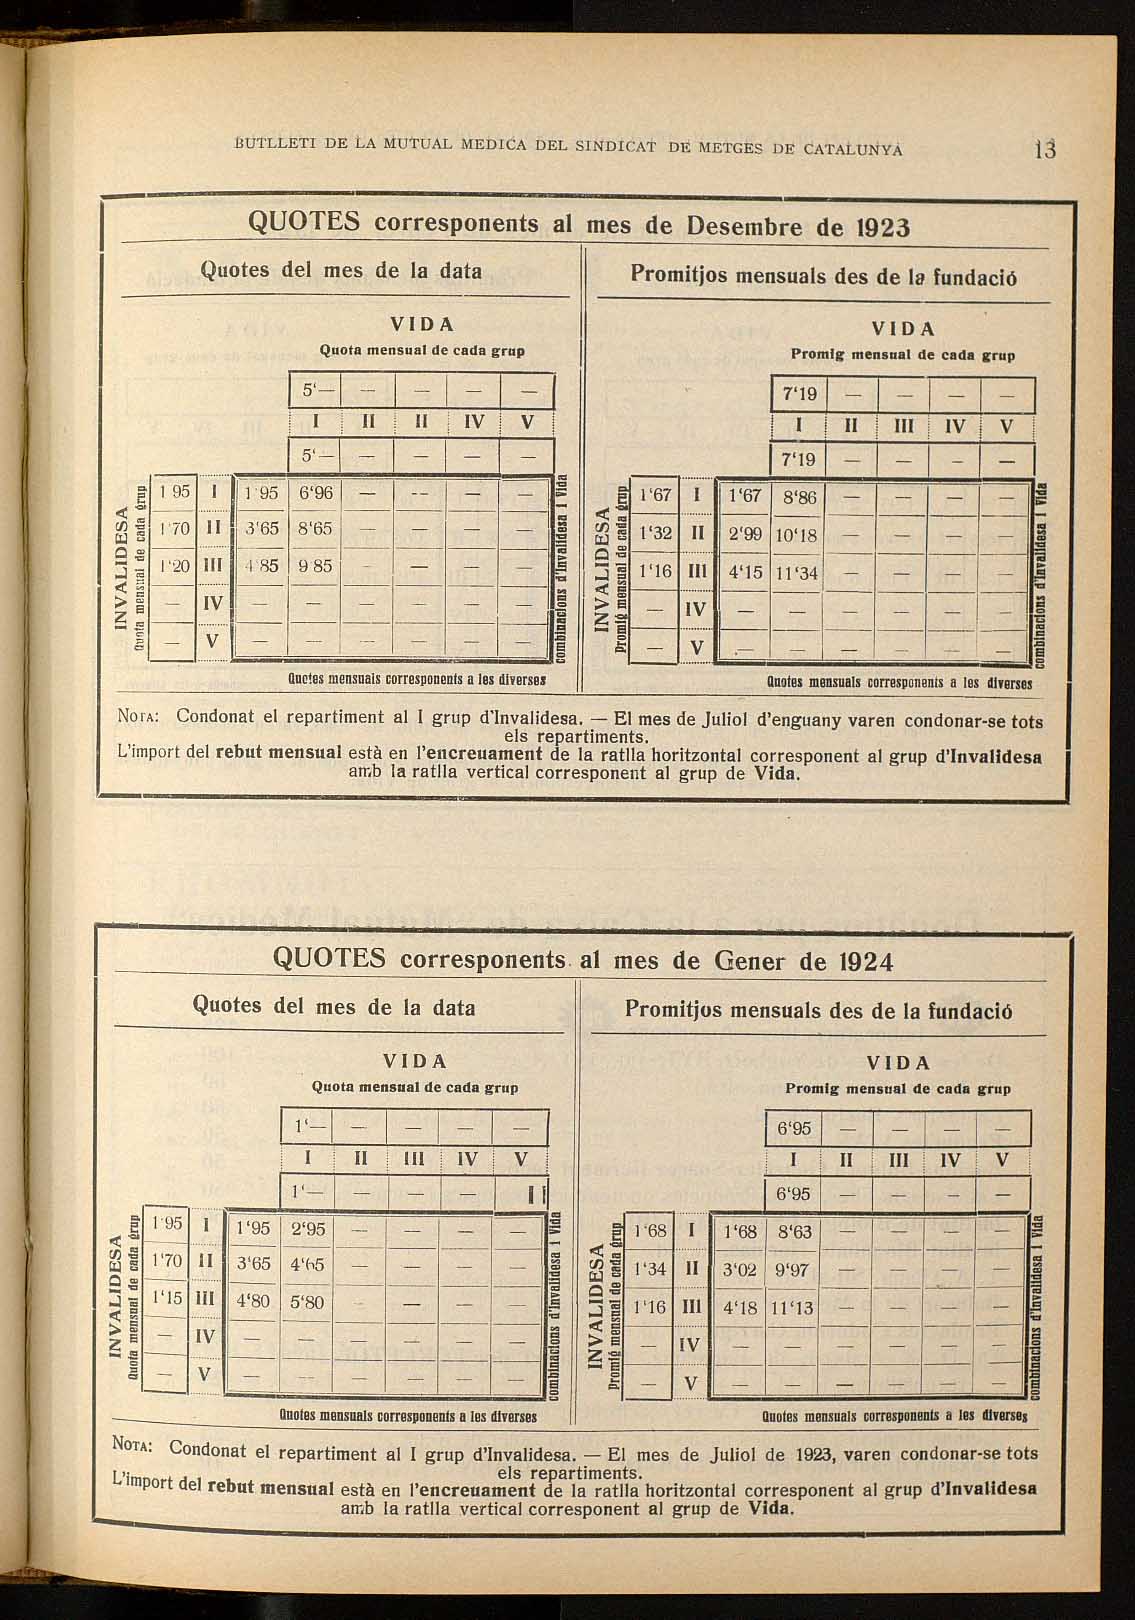 BUTLLETI DE LA MUTUAL MEDICA DEL SINDICAT DE METGES DE CATALUNYA 13
QUOTES corresponents al mes de Desembre de 1923
Quotes del mes de la data
VIDA
Quota mensual de cada grup
5‘— — — — —
I II II IV V
5‘— — — — —
INVALIDESA
Quota mensual de cada grup
1 95 I 1‘95 6‘96 — -- — —
1‘70 II 3‘65 8‘65 — — — —
1‘20 III 4‘85 9 85 — — — —
— IV — — — — — —
— V — — — — — —
combinacions d'Invalidesa i Vida
Quotes mensuals corresponents a les diverses
Promitjos mensuals des de la fundació
VIDA
Promig mensual de cada grup
7‘19 — — — —
I II III IV V
7‘19 — — — —
INVALIDESA
Promig mensual de cada grup
1‘67 I 1‘67 8‘86 — — — —
1‘32 II 2‘99 10‘18 — — — —
1‘16 III 4‘15 11‘34 — — — —
— IV — — — — — —
— V — — — — — —
combinacions d'Invalidesa i Vida
Quotes mensuals corresponents a les diverses
NOTA: Condonat el repartiment al I grup d'Invalidesa. — El mes de Juliol d'enguany varen condonar-se tots
els repartiments.
L'import del rebut mensual està en l'encreuament de la ratlla horitzontal corresponent al grup d'Invalidesa
amb la ratlla vertical corresponent al grup de Vida.
QUOTES corresponents al mes de Gener de 1924
Quotes del mes de la data
VIDA
Quota mensual de cada grup
1‘— — — — —
I II III IV V
1‘— — — —
INVALIDESA
Quota mensual de cada grup
1‘95 I 1‘95 2‘95 — — — —
1‘70 II 3‘65 4‘65 — — — —
1‘15 III 4‘80 5‘80 — — — —
— IV — — — — — —
— V — — — — — —
combinacions d'Invalidesa i Vida
Quotes mensuals corresponents a les diverses
Promitjos mensuals des de la fundació
VIDA
Promig mensual de cada grup
6‘95 — — — —
I II III IV V
6‘95 — — — —
INVALIDESA
Promig mensual de cada grup
1‘68 I 1‘68 8‘63 — — — —
1‘34 II 3‘02 9‘97 — — — —
1‘16 III 4‘18 11‘13 — — — —
— IV — — — — — —
— V — — — — — —
combinacions d'Invalidesa i Vida
Quotes mensuals corresponents a les diverses
NOTA: Condonat el repartiment al I grup d'Invalidesa. — El mes de Juliol de 1923, varen condonar-se tots
els repartiments.
L'import del rebut mensual està en l'encreuament de la ratlla horitzontal corresponent al grup d'Invalidesa
amb la ratlla vertical corresponent al grup de Vida.